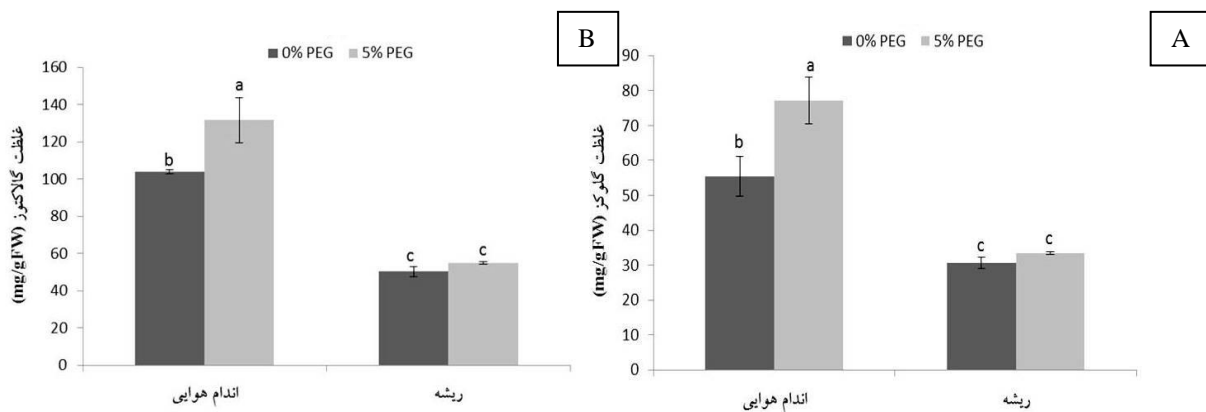 B
0% PEG 5% PEG
160
140
120
100
80
60
40
20
0
a
b
c
c
غلظت گالاکتوز (mg/gFW)
اندام هوایی
ریشه
A
0% PEG 5% PEG
90
80
70
60
50
40
30
20
10
0
a
b
c
c
غلظت گلوکز (mg/gFW)
اندام هوایی
ریشه